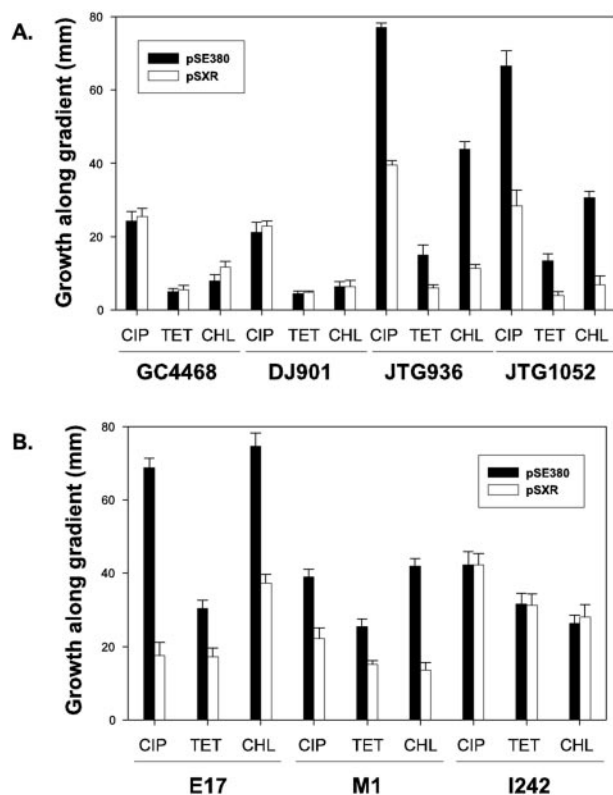 A.
Growth along gradient (mm)
80
60
40
20
0
pSE380
pSXR
CIP TET CHL CIP TET CHL CIP TET CHL CIP TET CHL
GC4468 DJ901 JTG936 JTG1052
B.
Growth along gradient (mm)
80
60
40
20
0
pSE380
pSXR
CIP TET CHL CIP TET CHL CIP TET CHL
E17 M1 I242